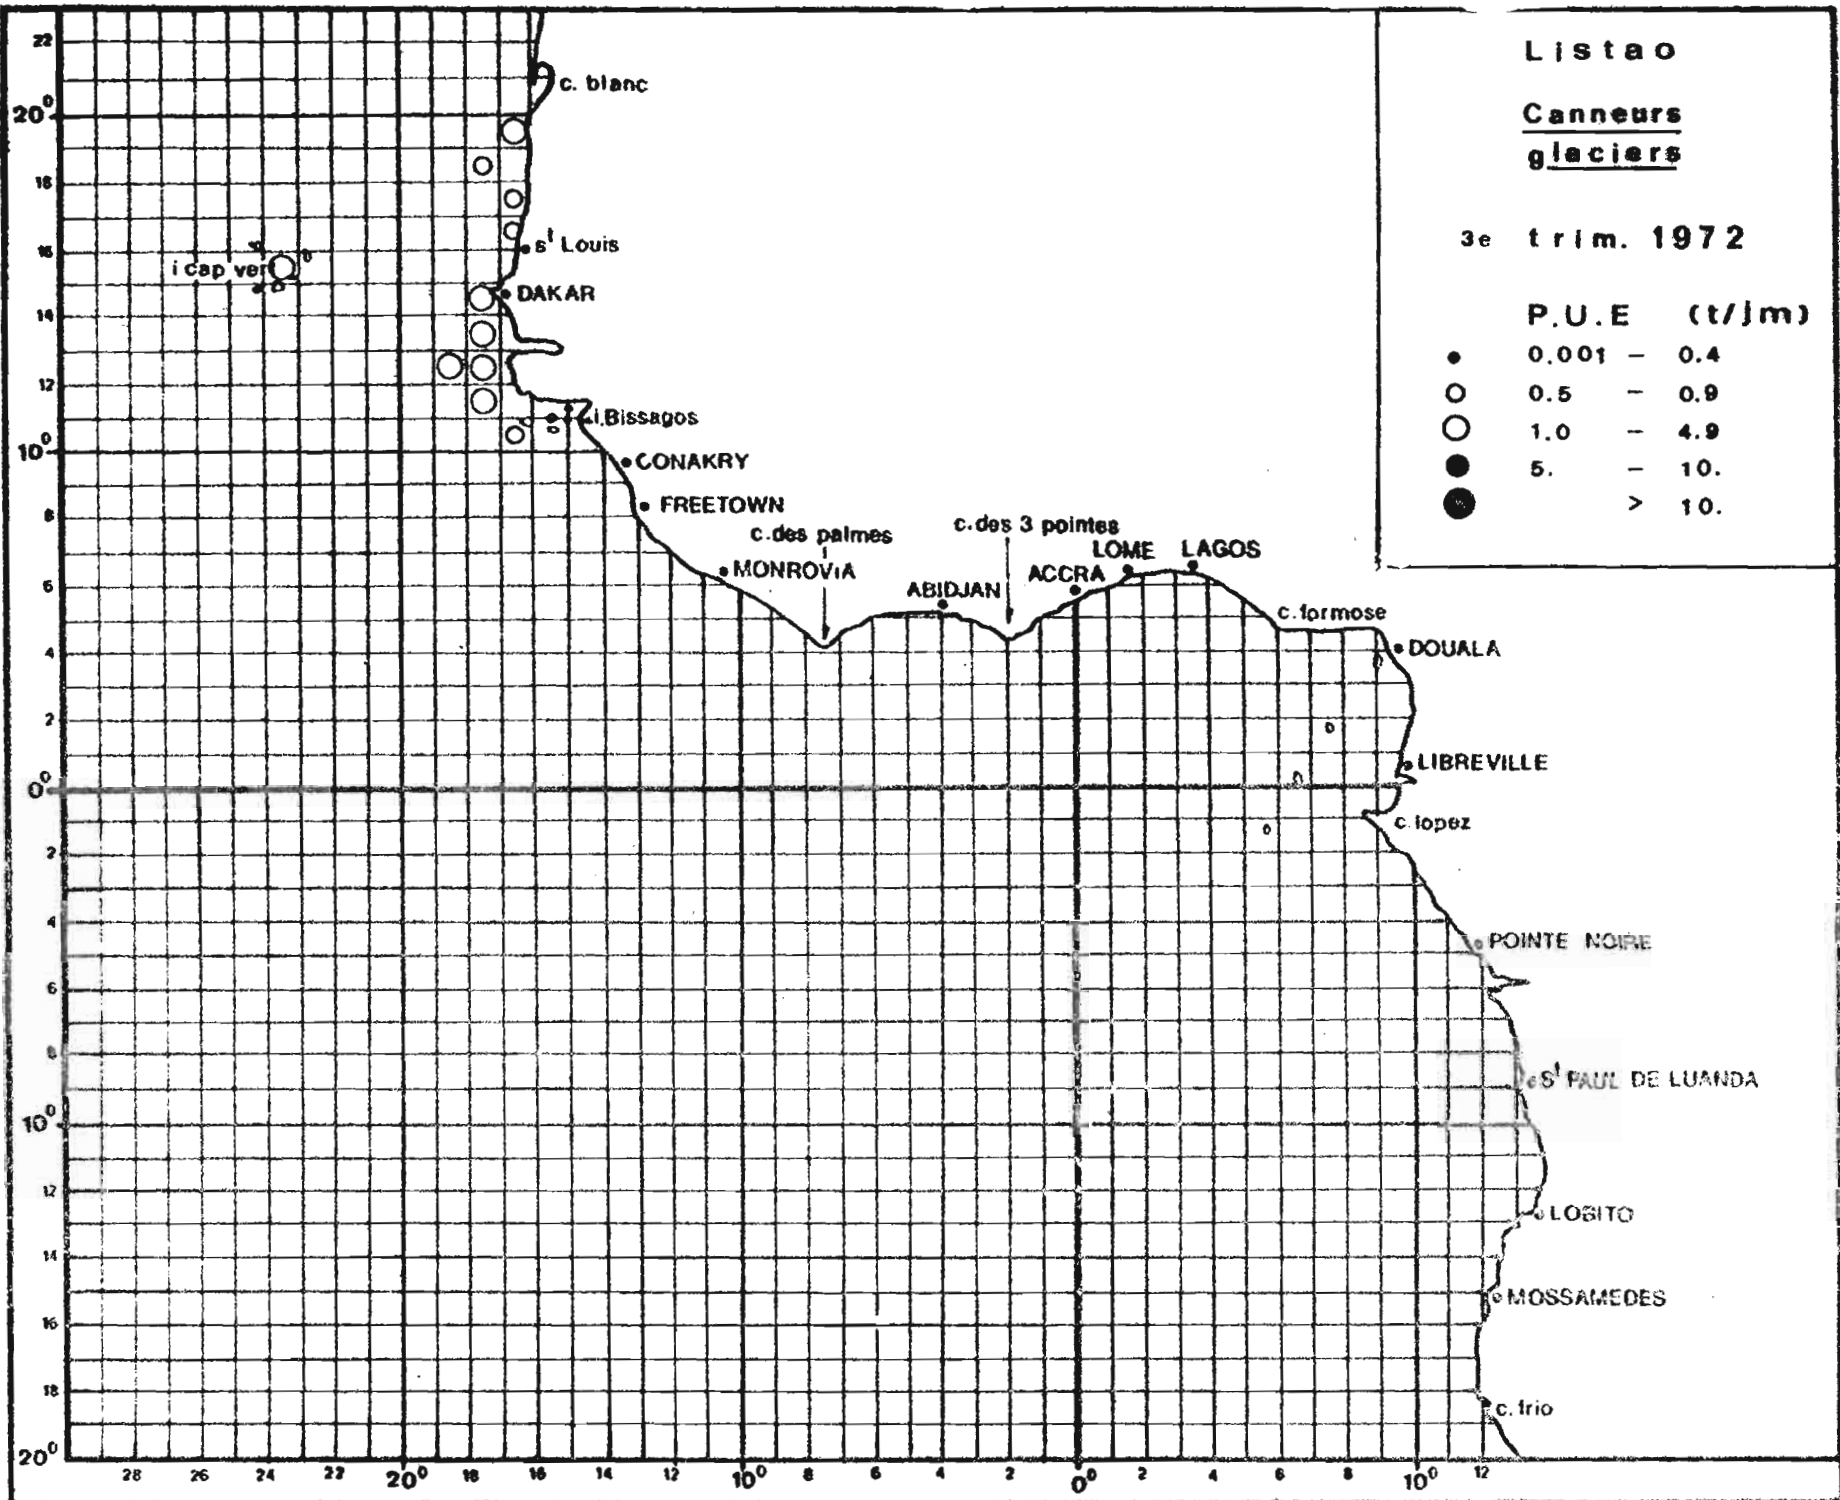 Listao
Canneurs
glaciers
3e trim. 1972
P.U.E (t/jm)
0.001 - 0.4
0.5 - 0.9
1.0 - 4.9
5. - 10.
> 10.
22
20°
18
16
14
12
10°
8
6
4
2
0°
2
4
6
8
10°
12
14
16
18
20°
c. blanc
st Louis
i cap vert
DAKAR
i.Bissagos
CONAKRY
FREETOWN
c.des palmes
c.des 3 pointes
MONROVIA
ABIDJAN
ACCRA
LOME
LAGOS
c.formose
DOUALA
LIBREVILLE
c.lopez
POINTE NOIRE
St PAUL DE LUANDA
LOBITO
MOSSAMEDES
c. frio
28 26 24 22 20° 18 16 14 12 10° 8 6 4 2 0° 2 4 6 8 10° 12